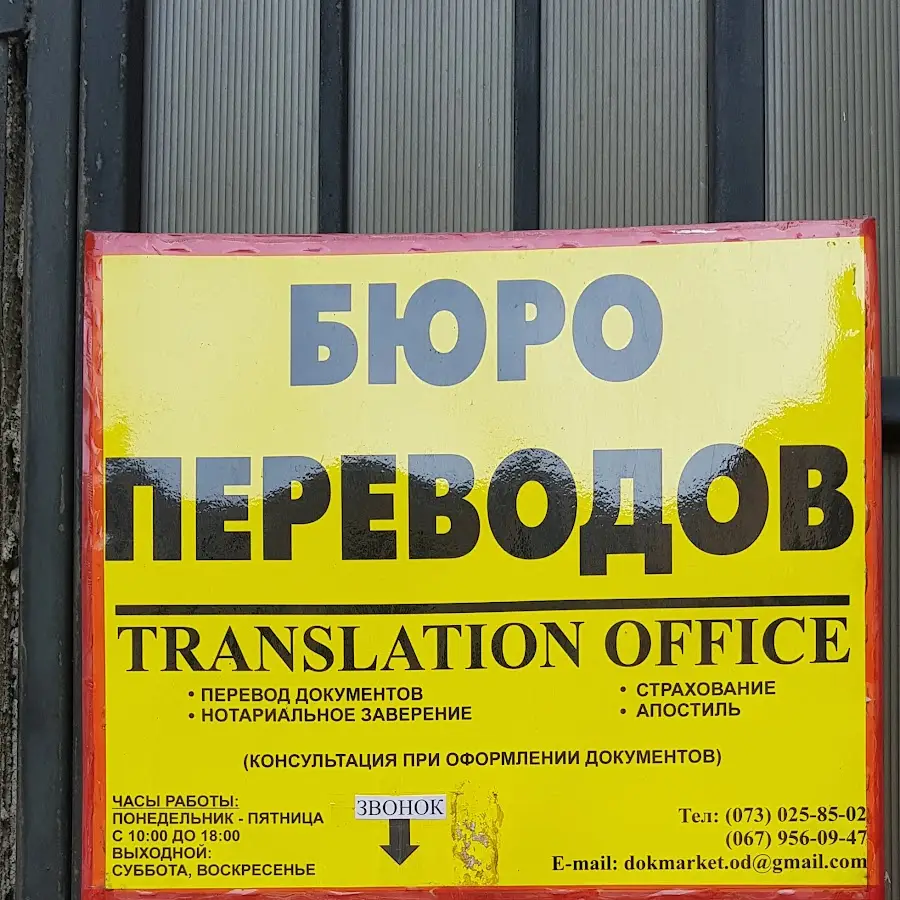 БЮРО
ПЕРЕВОДОВ
TRANSLATION OFFICE
• ПЕРЕВОД ДОКУМЕНТОВ
• НОТАРИАЛЬНОЕ ЗАВЕРЕНИЕ
• СТРАХОВАНИЕ
• АПОСТИЛЬ
(КОНСУЛЬТАЦИЯ ПРИ ОФОРМЛЕНИИ ДОКУМЕНТОВ)
ЧАСЫ РАБОТЫ:
ПОНЕДЕЛЬНИК - ПЯТНИЦА
С 10:00 ДО 18:00
ВЫХОДНОЙ:
СУББОТА, ВОСКРЕСЕНЬЕ
ЗВОНОК
Тел: (073) 025-85-02
(067) 956-09-47
E-mail: dokmarket.od@gmail.com